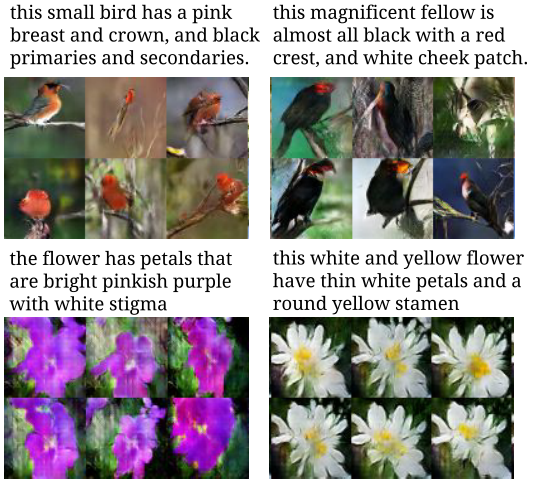 this small bird has a pink
breast and crown, and black
primaries and secondaries.
this magnificent fellow is
almost all black with a red
crest, and white cheek patch.
the flower has petals that
are bright pinkish purple
with white stigma
this white and yellow flower
have thin white petals and a
round yellow stamen